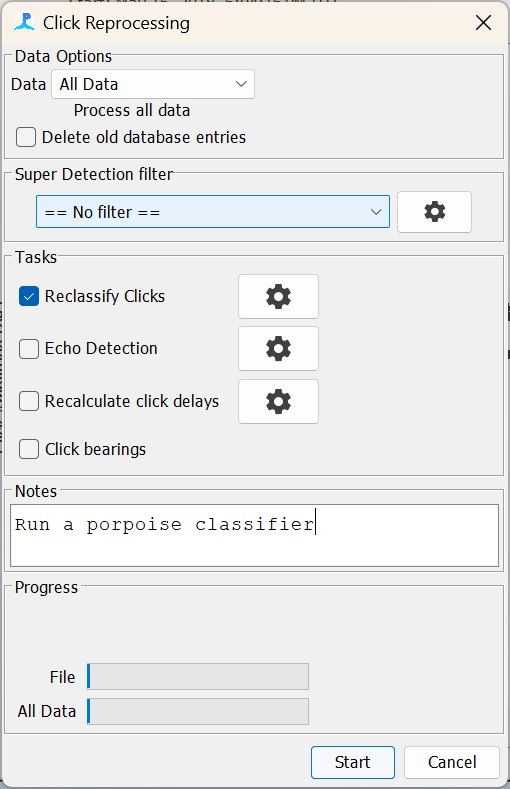 Click Reprocessing
Data Options
Data All Data
Process all data
Delete old database entries
Super Detection filter
== No filter ==
Tasks
Reclassify Clicks
Echo Detection
Recalculate click delays
Click bearings
Notes
Run a porpoise classifier
Progress
File
All Data
Start Cancel